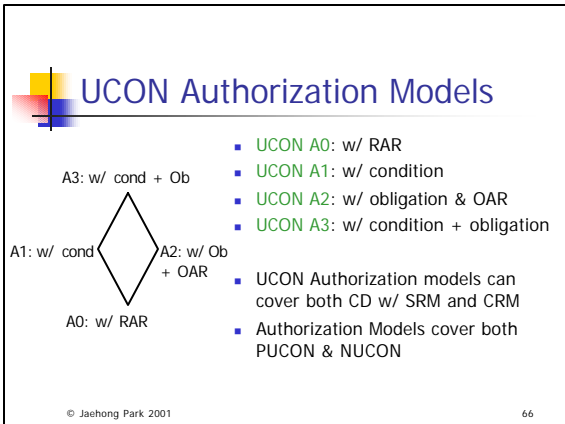 UCON Authorization Models
A3: w/ cond + Ob
A1: w/ cond
A2: w/ Ob
+ OAR
A0: w/ RAR
UCON A0: w/ RAR
UCON A1: w/ condition
UCON A2: w/ obligation & OAR
UCON A3: w/ condition + obligation
UCON Authorization models can
cover both CD w/ SRM and CRM
Authorization Models cover both
PUCON & NUCON
© Jaehong Park 2001
66